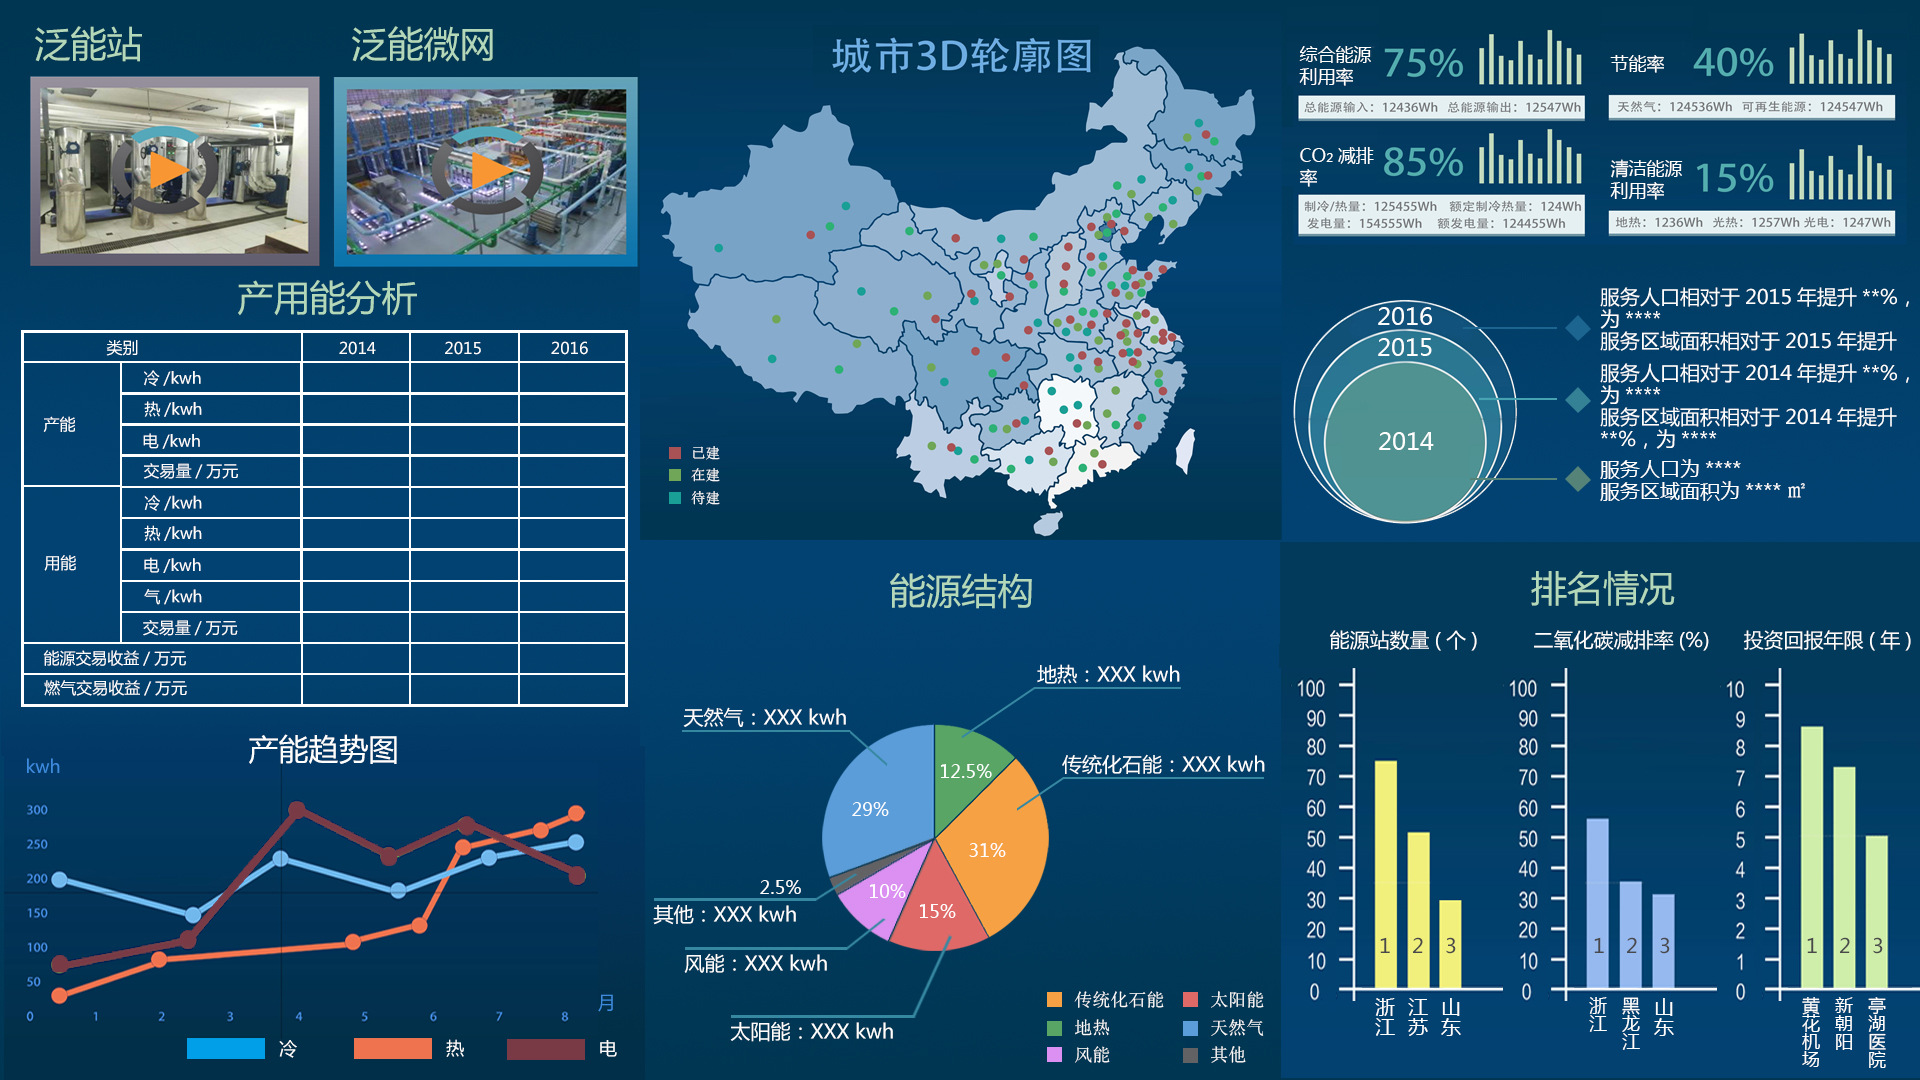 泛能站
泛能微网
产用能分析
类别 2014 2015 2016
产能
冷 /kwh
热 /kwh
电 /kwh
交易量 / 万元
用能
冷 /kwh
热 /kwh
电 /kwh
气 /kwh
交易量 / 万元
能源交易收益 / 万元
燃气交易收益 / 万元
产能趋势图
kwh
300
250
200
150
100
50
0 1 2 3 4 5 6 7 8
月
冷 热 电
城市3D轮廓图
已建
在建
待建
能源结构
地热：XXX kwh
天然气：XXX kwh
传统化石能：XXX kwh
12.5%
29%
31%
2.5%
10%
15%
其他：XXX kwh
风能：XXX kwh
太阳能：XXX kwh
传统化石能 太阳能
地热 天然气
风能 其他
综合能源
利用率
75%
总能源输入：12436Wh 总能源输出：12547Wh
节能率
40%
天然气：124536Wh 可再生能源：124547Wh
CO₂ 减排
率
85%
制冷/热量：125455Wh 额定制冷热量：124Wh
发电量：154555Wh 额发电量：124455Wh
清洁能源
利用率
15%
地热：1236Wh 光热：1257Wh 光电：1247Wh
2016
2015
2014
服务人口相对于 2015 年提升 **%，
为 ****
服务区域面积相对于 2015 年提升
服务人口相对于 2014 年提升 **%，
为 ****
服务区域面积相对于 2014 年提升
**%，为 ****
服务人口为 ****
服务区域面积为 **** ㎡
排名情况
能源站数量 ( 个 )
100
90
80
70
60
50
40
30
20
10
0
1 2 3
浙江 江苏 山东
二氧化碳减排率 (%)
100
90
80
70
60
50
40
30
20
10
0
1 2 3
浙江 黑龙江 山东
投资回报年限 ( 年 )
10
9
8
7
6
5
4
3
2
1
0
1 2 3
黄花机场 新朝阳 亭湖医院